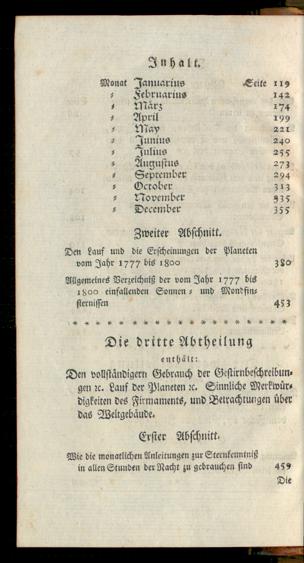 Inhalt.
Monat Januarius Seite 119
⸗ Februarius 142
⸗ März 174
⸗ April 199
⸗ May 221
⸗ Junius 240
⸗ Julius 255
⸗ Augustus 273
⸗ September 294
⸗ October 313
⸗ November 335
⸗ December 355
Zweiter Abschnitt.
Den Lauf und die Erscheinungen der Planeten
vom Jahr 1777 bis 1800 380
Allgemeines Verzeichniß der vom Jahr 1777 bis
1800 einfallenden Sonnen ⸗ und Mondfin⸗
sternissen 453
Die dritte Abtheilung
enthält:
Den vollständigern Gebrauch der Gestirnbeschreibun⸗
gen ꝛc. Lauf der Planeten ꝛc. Sinnliche Merkwür⸗
digkeiten des Firmaments, und Betrachtungen über
das Weltgebäude.
Erster Abschnitt.
Wie die monatlichen Anleitungen zur Sternkenntniß
in allen Stunden der Nacht zu gebrauchen sind 459
Die